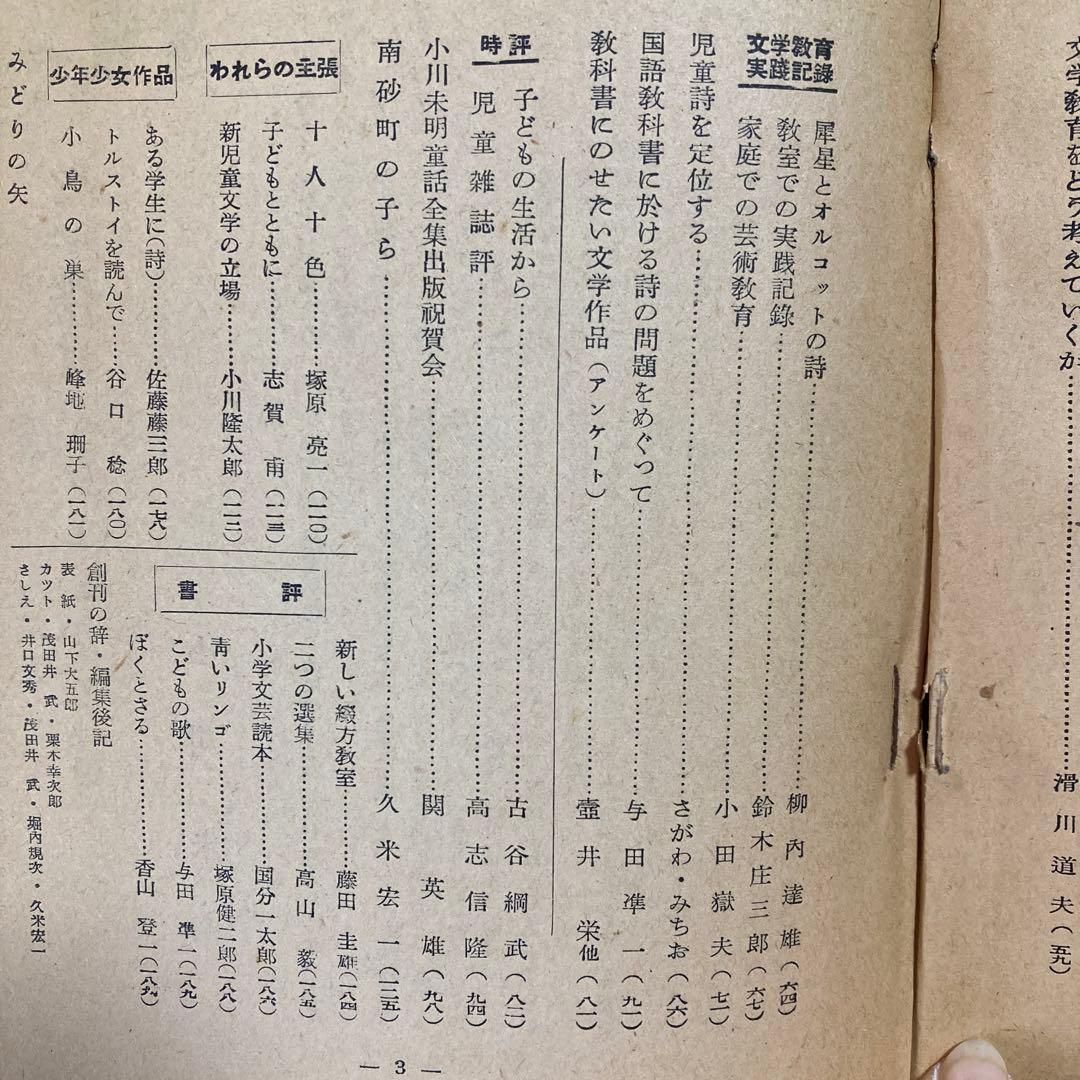 文学教育をどう考えていくか……滑川道夫(五九)
文学教育
実践記録
犀星とオルコットの詩……柳内達雄(六四)
教室での実践記録……鈴木庄三郎(六七)
家庭での芸術教育……小田嶽夫(七一)
児童詩を定位する……さがわ・みちお(八六)
国語教科書に於ける詩の問題をめぐつて……与田凖一(九一)
教科書にのせたい文学作品(アンケート)……壺井栄他(八一)
時評
子どもの生活から……古谷綱武(八二)
児童雑誌評……高志信隆(九四)
小川未明童話全集出版祝賀会……関英雄(九八)
南砂町の子ら……久米宏一(一三五)
われらの主張
十人十色……塚原亮一(一二〇)
子どもとともに……志賀甫(一二三)
新児童文学の立場……小川隆太郎(一二二)
少年少女作品
ある学生に(詩)……佐藤藤三郎(一七八)
トルストイを読んで……谷口稔(一八〇)
小鳥の巣……峰地珊子(一八一)
みどりの矢
書評
新しい綴方教室……藤田圭雄(一八四)
二つの選集……高山毅(一八五)
小学文芸読本……国分一太郎(一八六)
青いリンゴ……塚原健二郎(一八八)
こどもの歌……与田凖一(一八九)
ぼくとさる……香山登一(一八九)
創刊の辞・編集後記
表紙・山下大五郎
カツト・茂田井武・栗木幸次郎
さしえ・井口文秀・茂田井武・堀内規次・久米宏一
— 3 —